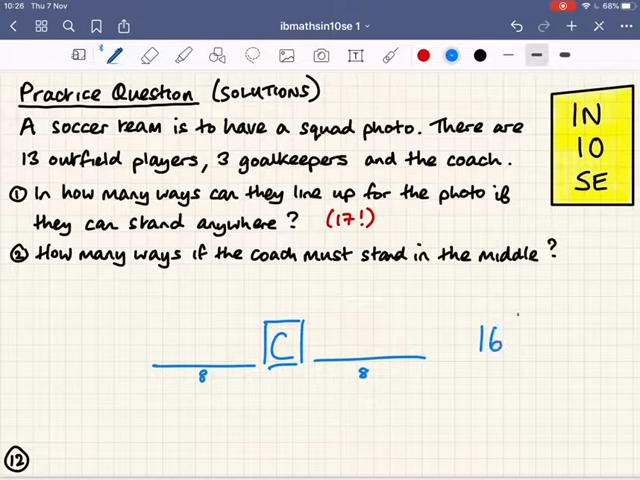 10:26 Thu 7 Nov
68%
ibmathsin10se 1
Practice Question (SOLUTIONS)
A soccer team is to have a squad photo. There are
13 outfield players, 3 goalkeepers and the coach.
① In how many ways can they line up for the photo if
they can stand anywhere? (17!)
② How many ways if the coach must stand in the middle?
IN
10
SE
C
16
8
8
12